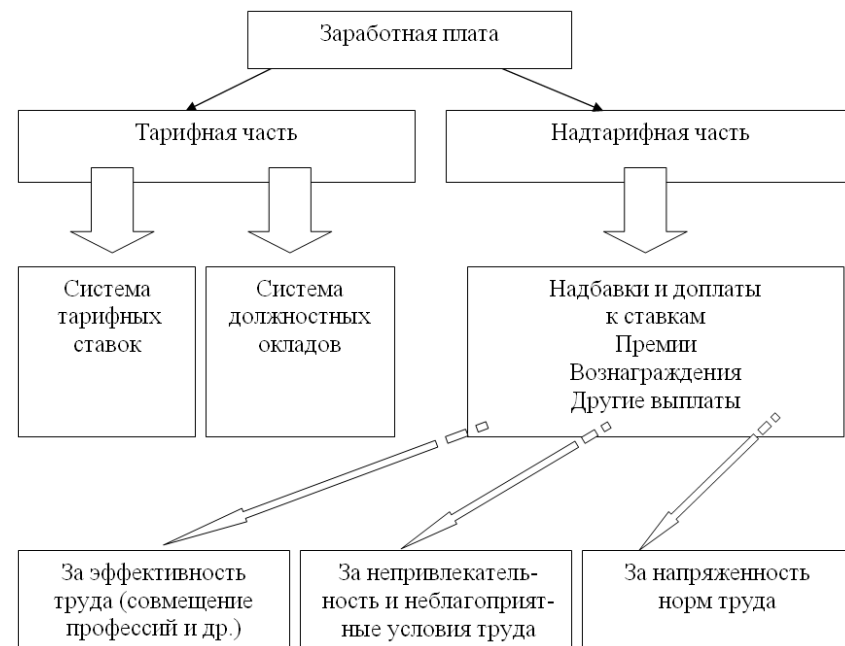 Заработная плата
Тарифная часть
Надтарифная часть
Система
тарифных
ставок
Система
должностных
окладов
Надбавки и доплаты
к ставкам
Премии
Вознаграждения
Другие выплаты
За эффективность
труда (совмещение
профессий и др.)
За непривлекатель-
ность и неблагоприят-
ные условия труда
За напряженность
норм труда